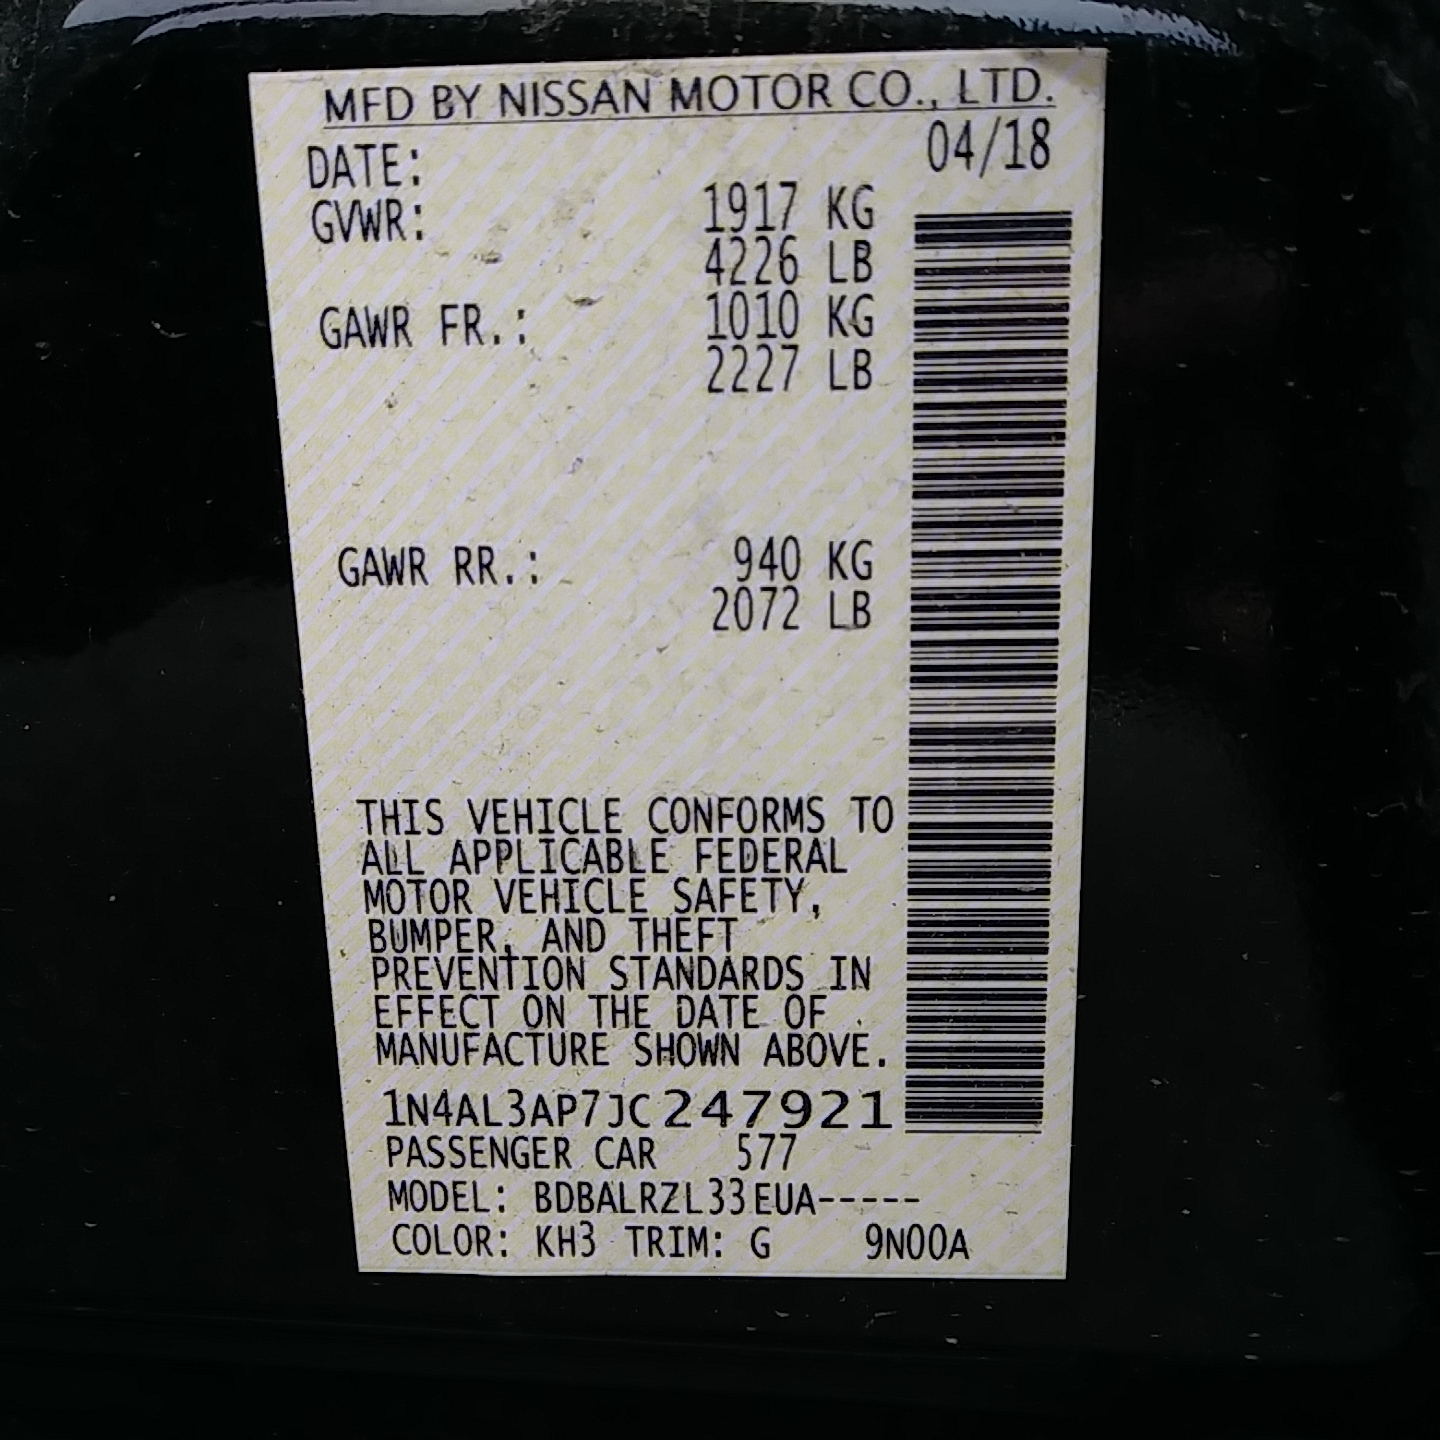 MFD BY NISSAN MOTOR CO., LTD.
DATE: 04/18
GVWR: 1917 KG
4226 LB
GAWR FR.: 1010 KG
2227 LB
GAWR RR.: 940 KG
2072 LB
THIS VEHICLE CONFORMS TO
ALL APPLICABLE FEDERAL
MOTOR VEHICLE SAFETY,
BUMPER, AND THEFT
PREVENTION STANDARDS IN
EFFECT ON THE DATE OF
MANUFACTURE SHOWN ABOVE.
1N4AL3AP7JC247921
PASSENGER CAR 577
MODEL: BDBALRZL33EUA-----
COLOR: KH3 TRIM: G 9N00A